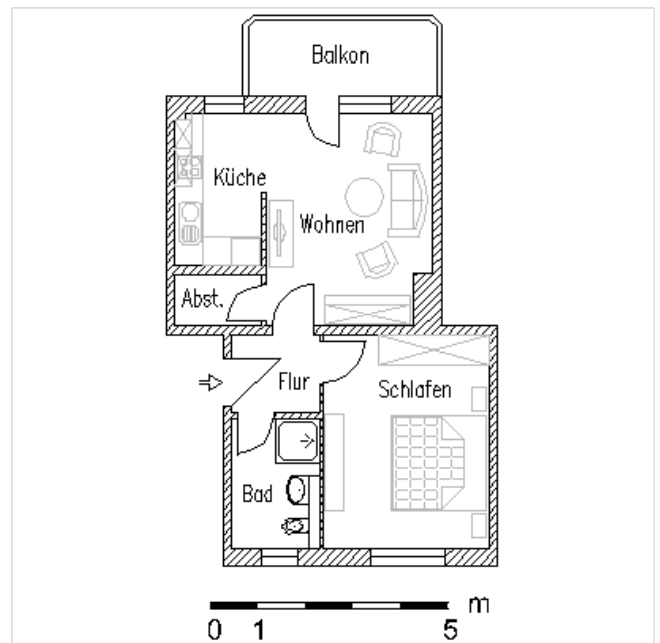 Balkon
Küche
Wohnen
Abst.
Flur
Schlafen
Bad
m
0 1 5